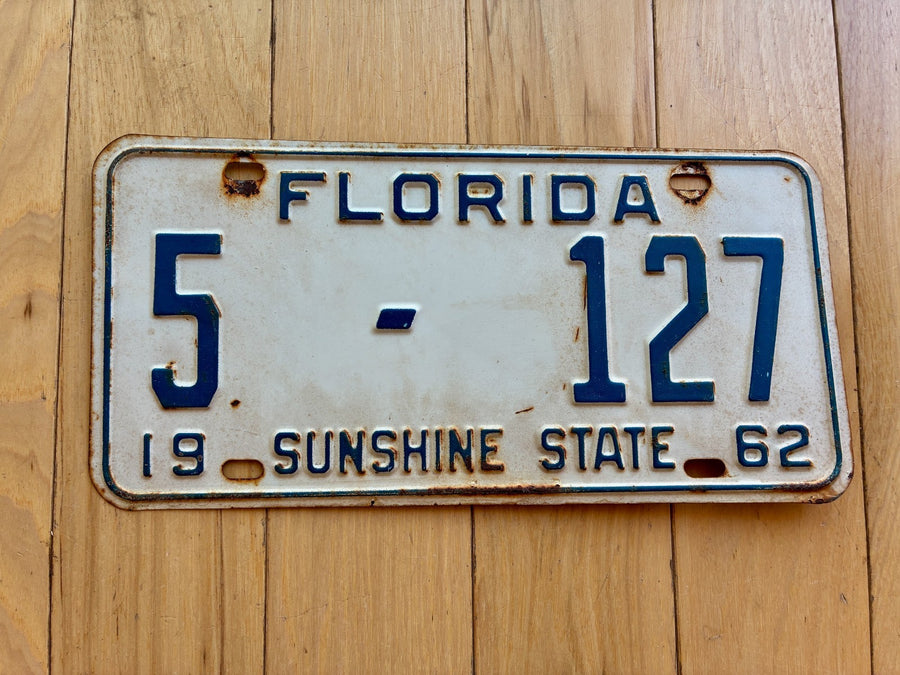 FLORIDA
5 - 127
19 SUNSHINE STATE 62